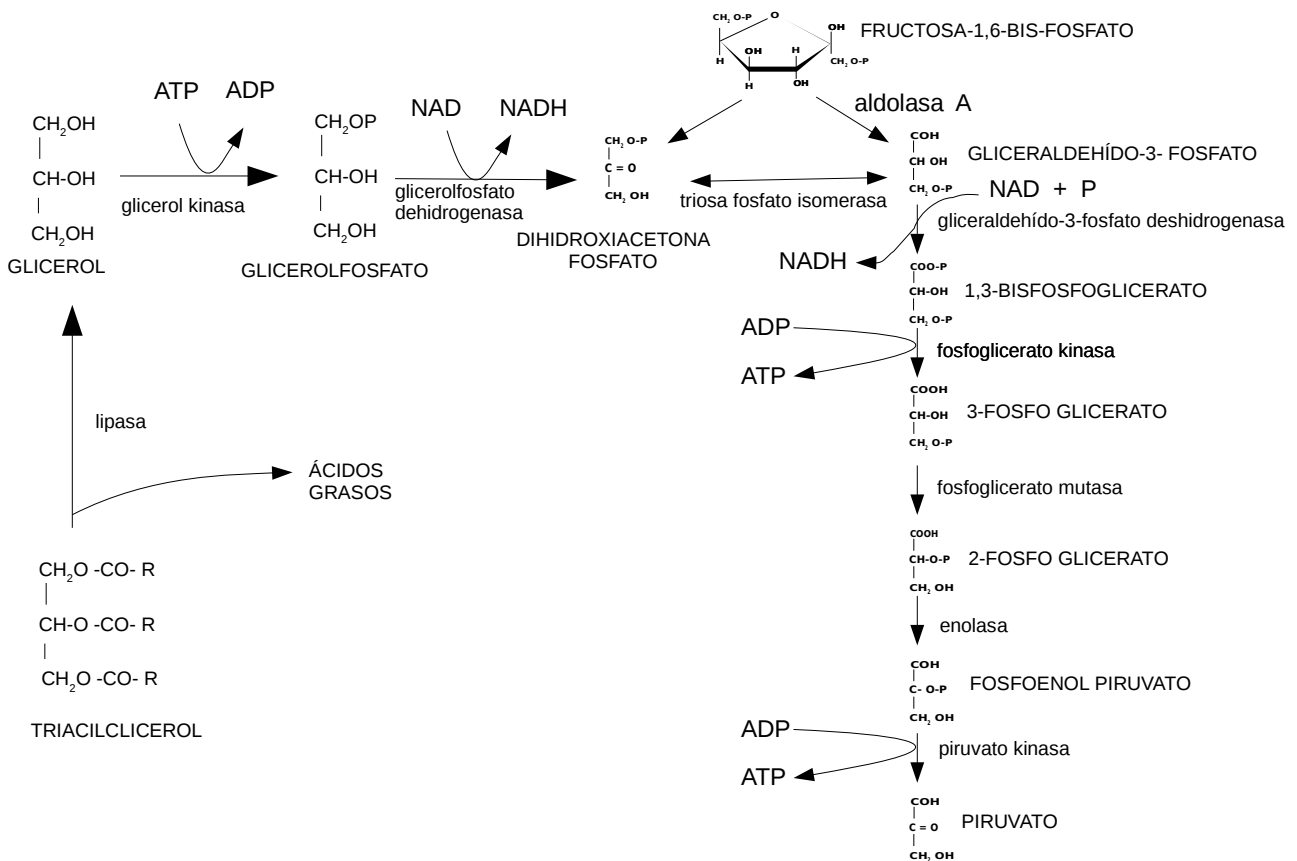 CH2 O-P
O
OH
FRUCTOSA-1,6-BIS-FOSFATO
OH
H
H
CH2 O-P
H
OH
ATP
ADP
NAD
NADH
aldolasa A
CH2OH
CH-OH
CH2OH
GLICEROL
glicerol kinasa
CH2OP
CH-OH
CH2OH
GLICEROLFOSFATO
glicerolfosfato
dehidrogenasa
CH2 O-P
C = O
CH2 OH
DIHIDROXIACETONA
FOSFATO
triosa fosfato isomerasa
COH
CH OH
CH2 O-P
GLICERALDEHÍDO-3- FOSFATO
NAD + P
gliceraldehído-3-fosfato deshidrogenasa
NADH
COO-P
CH-OH
CH2 O-P
1,3-BISFOSFOGLICERATO
ADP
ATP
fosfoglicerato kinasa
COOH
CH-OH
CH2 O-P
3-FOSFO GLICERATO
fosfoglicerato mutasa
COOH
CH-O-P
CH2 OH
2-FOSFO GLICERATO
enolasa
COH
C- O-P
CH2 OH
FOSFOENOL PIRUVATO
ADP
ATP
piruvato kinasa
COH
C = O
CH2 OH
PIRUVATO
lipasa
ÁCIDOS
GRASOS
CH2O -CO- R
CH-O -CO- R
CH2O -CO- R
TRIACILCLICEROL